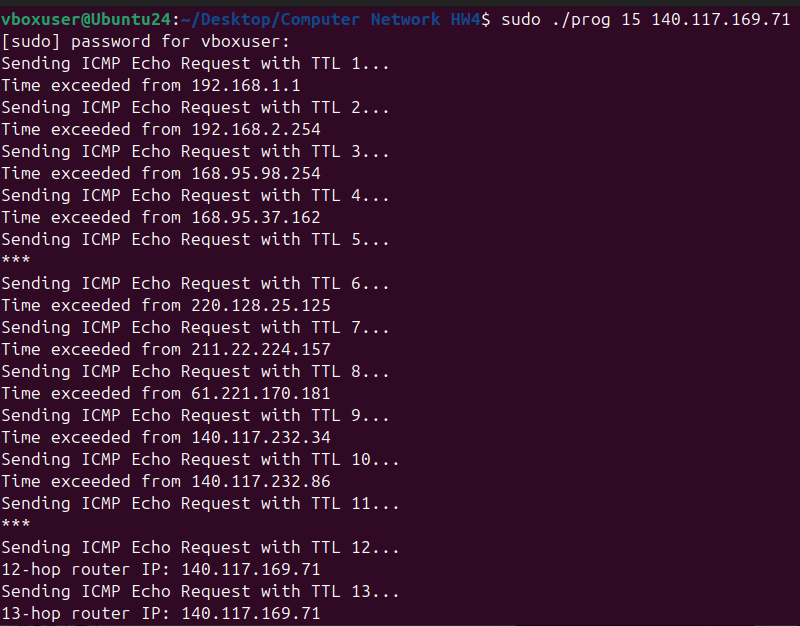 vboxuser@Ubuntu24:~/Desktop/Computer Network HW4$ sudo ./prog 15 140.117.169.71
[sudo] password for vboxuser:
Sending ICMP Echo Request with TTL 1...
Time exceeded from 192.168.1.1
Sending ICMP Echo Request with TTL 2...
Time exceeded from 192.168.2.254
Sending ICMP Echo Request with TTL 3...
Time exceeded from 168.95.98.254
Sending ICMP Echo Request with TTL 4...
Time exceeded from 168.95.37.162
Sending ICMP Echo Request with TTL 5...
***
Sending ICMP Echo Request with TTL 6...
Time exceeded from 220.128.25.125
Sending ICMP Echo Request with TTL 7...
Time exceeded from 211.22.224.157
Sending ICMP Echo Request with TTL 8...
Time exceeded from 61.221.170.181
Sending ICMP Echo Request with TTL 9...
Time exceeded from 140.117.232.34
Sending ICMP Echo Request with TTL 10...
Time exceeded from 140.117.232.86
Sending ICMP Echo Request with TTL 11...
***
Sending ICMP Echo Request with TTL 12...
12-hop router IP: 140.117.169.71
Sending ICMP Echo Request with TTL 13...
13-hop router IP: 140.117.169.71